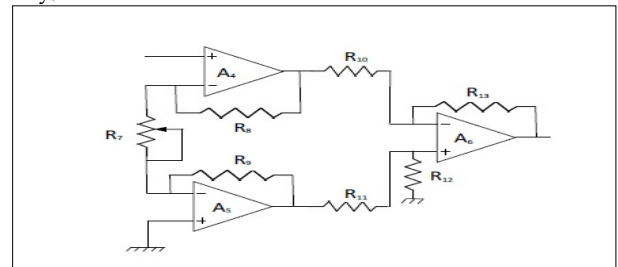 R₁₀
+
A₄
−
R₁₃
R₈
R₇
−
A₆
+
R₉
R₁₂
−
A₅
R₁₁
+